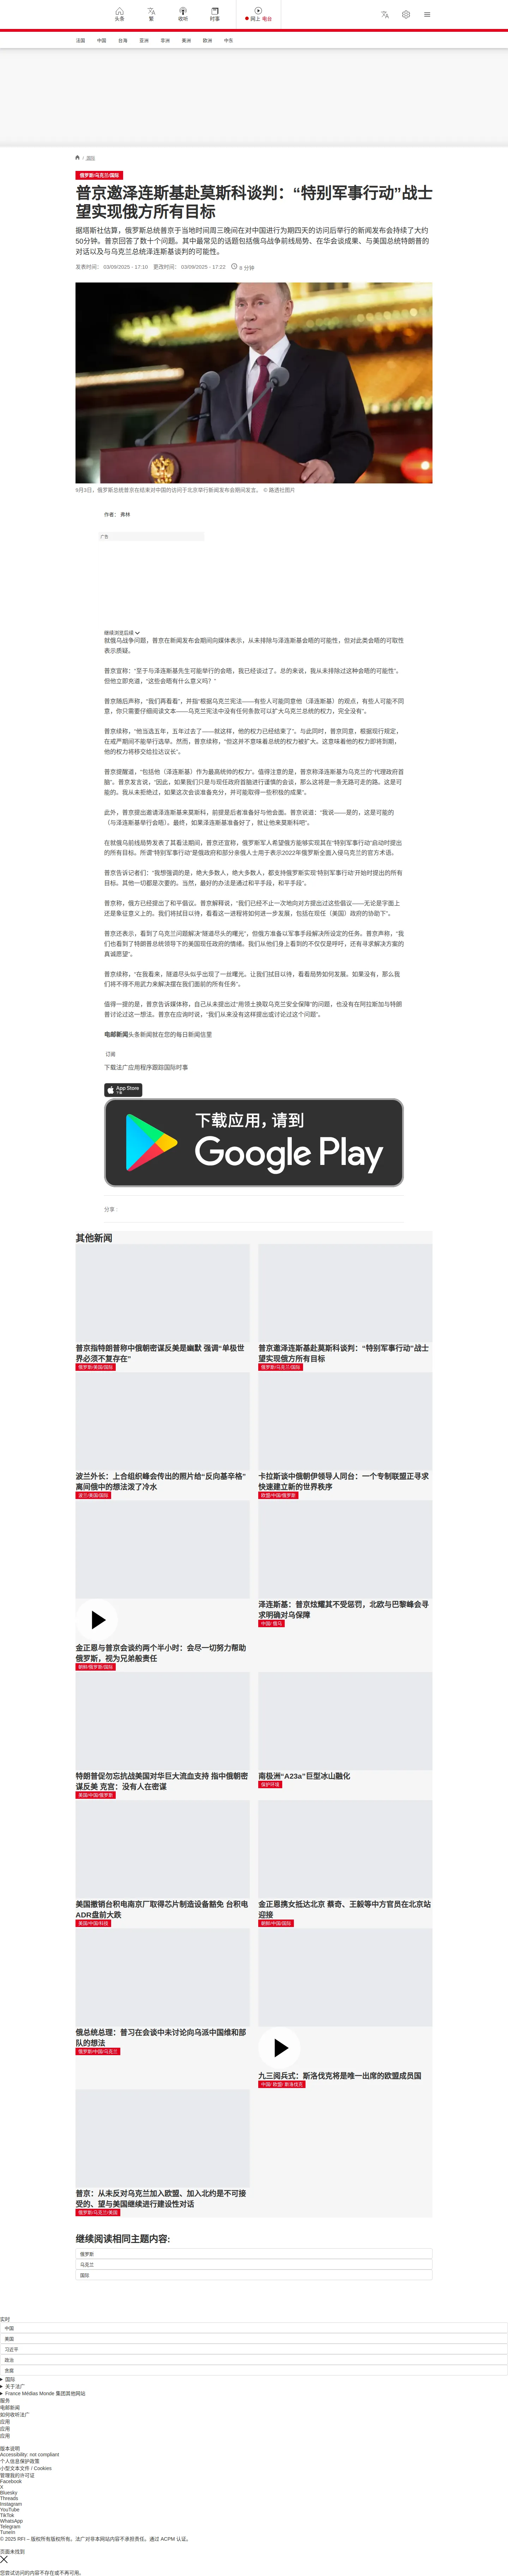 头条
繁
收听
时事
网上 电台
法国
中国
台海
亚洲
非洲
美洲
欧洲
中东
/ 国际
俄罗斯/乌克兰/国际
普京邀泽连斯基赴莫斯科谈判：“特别军事行动”战士
望实现俄方所有目标
据塔斯社估算，俄罗斯总统普京于当地时间周三晚间在对中国进行为期四天的访问后举行的新闻发布会持续了大约
50分钟。普京回答了数十个问题。其中最常见的话题包括俄乌战争前线局势、在华会谈成果、与美国总统特朗普的
对话以及与乌克兰总统泽连斯基谈判的可能性。
发表时间： 03/09/2025 - 17:10 更改时间： 03/09/2025 - 17:22 6 分钟
9月3日，俄罗斯总统普京在结束对中国的访问于北京举行新闻发布会期间发言。 © 路透社图片
作者： 弗林
广告
继续浏览后续
就俄乌战争问题，普京在新闻发布会期间向媒体表示，从未排除与泽连斯基会晤的可能性，但对此类会晤的可取性
表示质疑。
普京宣称：“至于与泽连斯基先生可能举行的会晤，我已经谈过了。总的来说，我从未排除过这种会晤的可能性”。
但他立即克道，“这些会晤有什么意义吗？”
普京随后声称，“我们再看看”，并指“根据乌克兰宪法——有些人可能同意他（泽连斯基）的观点，有些人可能不同
意，你只需要仔细阅读文本——乌克兰宪法中没有任何条款可以扩大乌克兰总统的权力，完全没有”。
普京续称，“他当选五年，五年过去了——就这样，他的权力已经结束了”。与此同时，普京同意，根据现行规定，
在戒严期间不能举行选举。然而，普京续称，“但这并不意味着总统的权力被扩大。这意味着他的权力即将到期，
他的权力将移交给拉达议长”。
普京提醒道，“包括他（泽连斯基）作为最高统帅的权力”。值得注意的是，普京称泽连斯基为乌克兰的“代理政府首
脑”。普京发言说，“因此，如果我们只是与现任政府首脑进行谨慎的会谈，那么这将是一条无路可走的路。这是可
能的。我从未拒绝过，如果这次会谈准备充分，并可能取得一些积极的成果”。
此外，普京提出邀请泽连斯基来莫斯科，前提是后者准备好与他会面。普京说道：“我说——是的，这是可能的
（与泽连斯基举行会晤）。最终，如果泽连斯基准备好了，就让他来莫斯科吧”。
在就俄乌前线局势发表了其看法期间，普京还宣称，俄罗斯军人希望俄方能够实现其在“特别军事行动”启动时提出
的所有目标。所谓“特别军事行动”是俄政府和部分亲俄人士用于表示2022年俄罗斯全面入侵乌克兰的官方术语。
普京告诉记者们：“我想强调的是，绝大多数人，绝大多数人，都支持俄罗斯实现‘特别军事行动’开始时提出的所有
目标。其他一切都是次要的。当然，最好的办法是通过和平手段，和平手段”。
普京称，俄方已经提出了和平倡议。普京解释说，“我们已经不止一次地向对方提出过这些倡议——无论是字面上
还是象征意义上的。我们将拭目以待，看看这一进程将如何进一步发展，包括在现任（美国）政府的协助下”。
普京还表示，看到了乌克兰问题解决“隧道尽头的曙光”，但俄方准备以军事手段解决所设定的任务。普京声称，“我
们也看到了特朗普总统领导下的美国现任政府的情绪。我们从他们身上看到的不仅仅是呼吁，还有寻求解决方案的
真诚愿望”。
普京续称，“在我看来，隧道尽头似乎出现了一丝曙光。让我们拭目以待，看看局势如何发展。如果没有，那么我
们将不得不用武力来解决摆在我们面前的所有任务”。
值得一提的是，普京告诉媒体称，自己从未提出过“用领土换取乌克兰安全保障”的问题，也没有在阿拉斯加与特朗
普讨论过这一想法。普京在应询时说，“我们从来没有这样提出或讨论过这个问题”。
电邮新闻头条新闻就在您的每日新闻信里
订阅
下载法广应用程序跟踪国际时事
App Store
下载
下载应用，请到
Google Play
分享 :
其他新闻
普京指特朗普称中俄朝密谋反美是幽默 强调“单极世
界必须不复存在”
俄罗斯/美国/国际
普京邀泽连斯基赴莫斯科谈判：“特别军事行动”战士
望实现俄方所有目标
俄罗斯/乌克兰/国际
波兰外长：上合组织峰会传出的照片给“反向基辛格”
离间俄中的想法泼了冷水
波兰/美国/国际
卡拉斯谈中俄朝伊领导人同台：一个专制联盟正寻求
快速建立新的世界秩序
欧盟/中国/俄罗斯
金正恩与普京会谈约两个半小时：会尽一切努力帮助
俄罗斯，视为兄弟般责任
朝鲜/俄罗斯/国际
泽连斯基：普京炫耀其不受惩罚，北欧与巴黎峰会寻
求明确对乌保障
中国/ 俄乌
特朗普促勿忘抗战美国对华巨大流血支持 指中俄朝密
谋反美 克宫：没有人在密谋
美国/中国/俄罗斯
南极洲“A23a”巨型冰山融化
保护环境
美国撤销台积电南京厂取得芯片制造设备豁免 台积电
ADR盘前大跌
美国/中国/科技
金正恩携女抵达北京 蔡奇、王毅等中方官员在北京站
迎接
朝鲜/中国/国际
俄总统总理：普习在会谈中未讨论向乌派中国维和部
队的想法
俄罗斯/中国/乌克兰
九三阅兵式：斯洛伐克将是唯一出席的欧盟成员国
中国/ 欧盟/ 斯洛伐克
普京：从未反对乌克兰加入欧盟、加入北约是不可接
受的、望与美国继续进行建设性对话
俄罗斯/乌克兰/美国
继续阅读相同主题内容:
俄罗斯
乌克兰
国际
实时
中国
美国
习近平
政治
贵腐
国际
关于法广
France Médias Monde 集团其他网站
服务
电邮新闻
如何收听法广
应用
应用
应用
版本说明
Accessibility: not compliant
个人信息保护政策
小型文本文件 / Cookies
管理我的许可证
Facebook
X
Bluesky
Threads
Instagram
YouTube
TikTok
WhatsApp
Telegram
TuneIn
© 2025 RFI – 版权所有版权所有。法广对非本网站内容不承担责任。通过 ACPM 认证。
页面未找到
您尝试访问的内容不存在或不再可用。